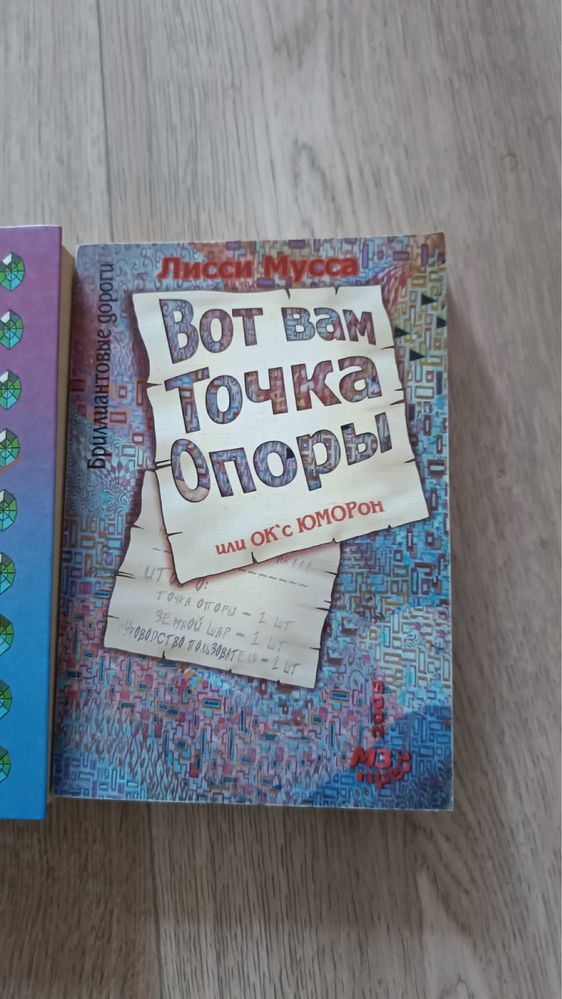 Лисси Мусса
Бриллиантовые дороги
Вот вам
Точка
Опоры
или ОК`с ЮМОРон
ИТОГО:
ТОЧКА ОПОРЫ – 1 ШТ
ЗЕМНОЙ ШАР – 1 ШТ
РУКОВОДСТВО ПОЛЬЗОВАТЕЛЯ – 1 ШТ
2005